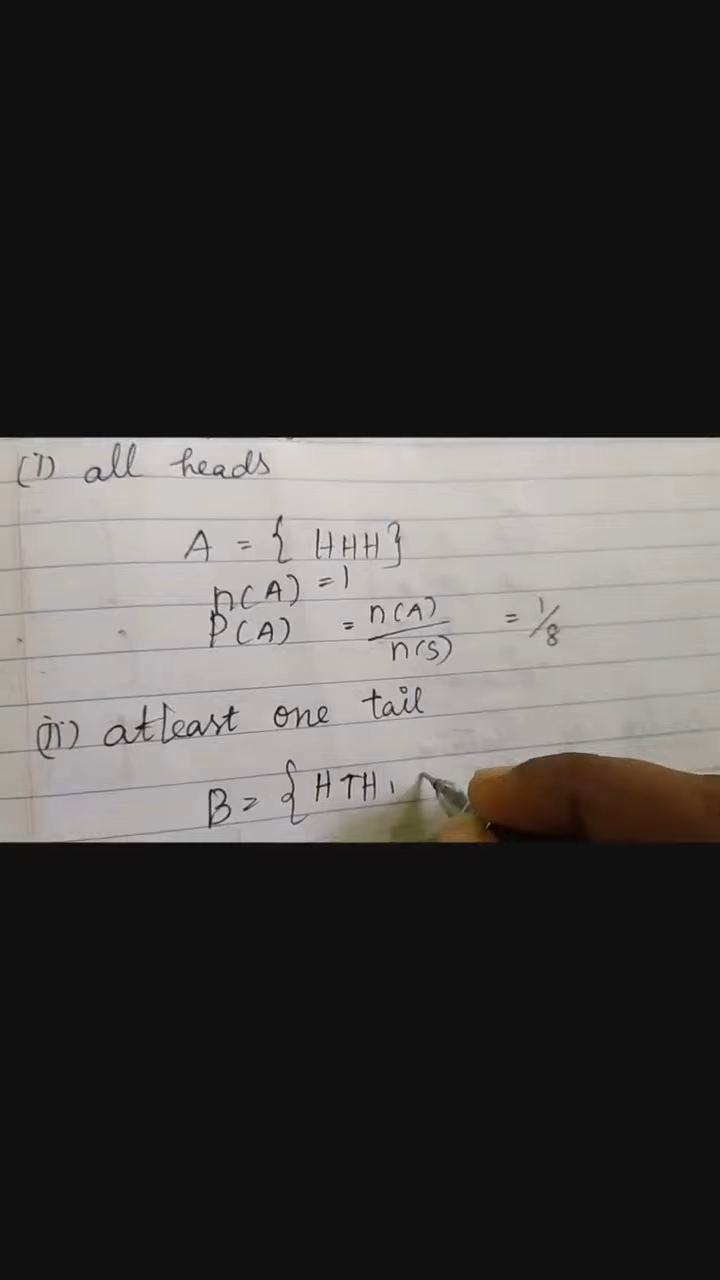 (i) all heads
A = { HHH}
n(A) = 1
P(A) = n(A)/n(S) = 1/8
(ii) atleast one tail
B = { HTH,